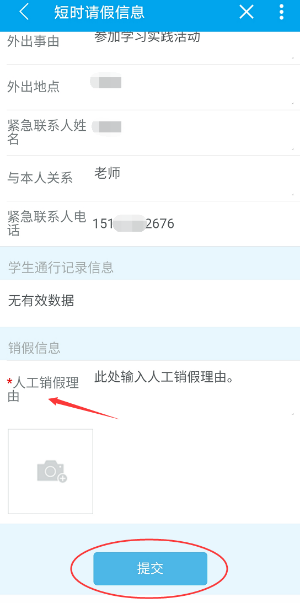 短时请假信息
外出事由
参加学习实践活动
外出地点
紧急联系人姓
名
与本人关系
老师
紧急联系人电
话
151
2676
学生通行记录信息
无有效数据
销假信息
*人工销假理
由
此处输入人工销假理由。
提交